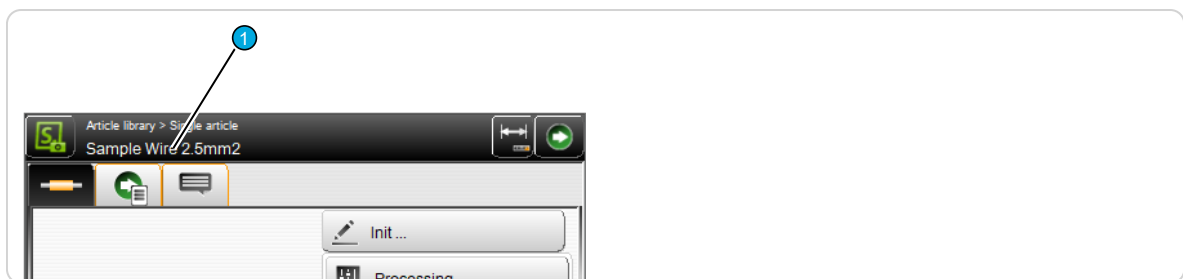 1
Article library > Single article
Sample Wire 2.5mm2
S
Init ...
Processing